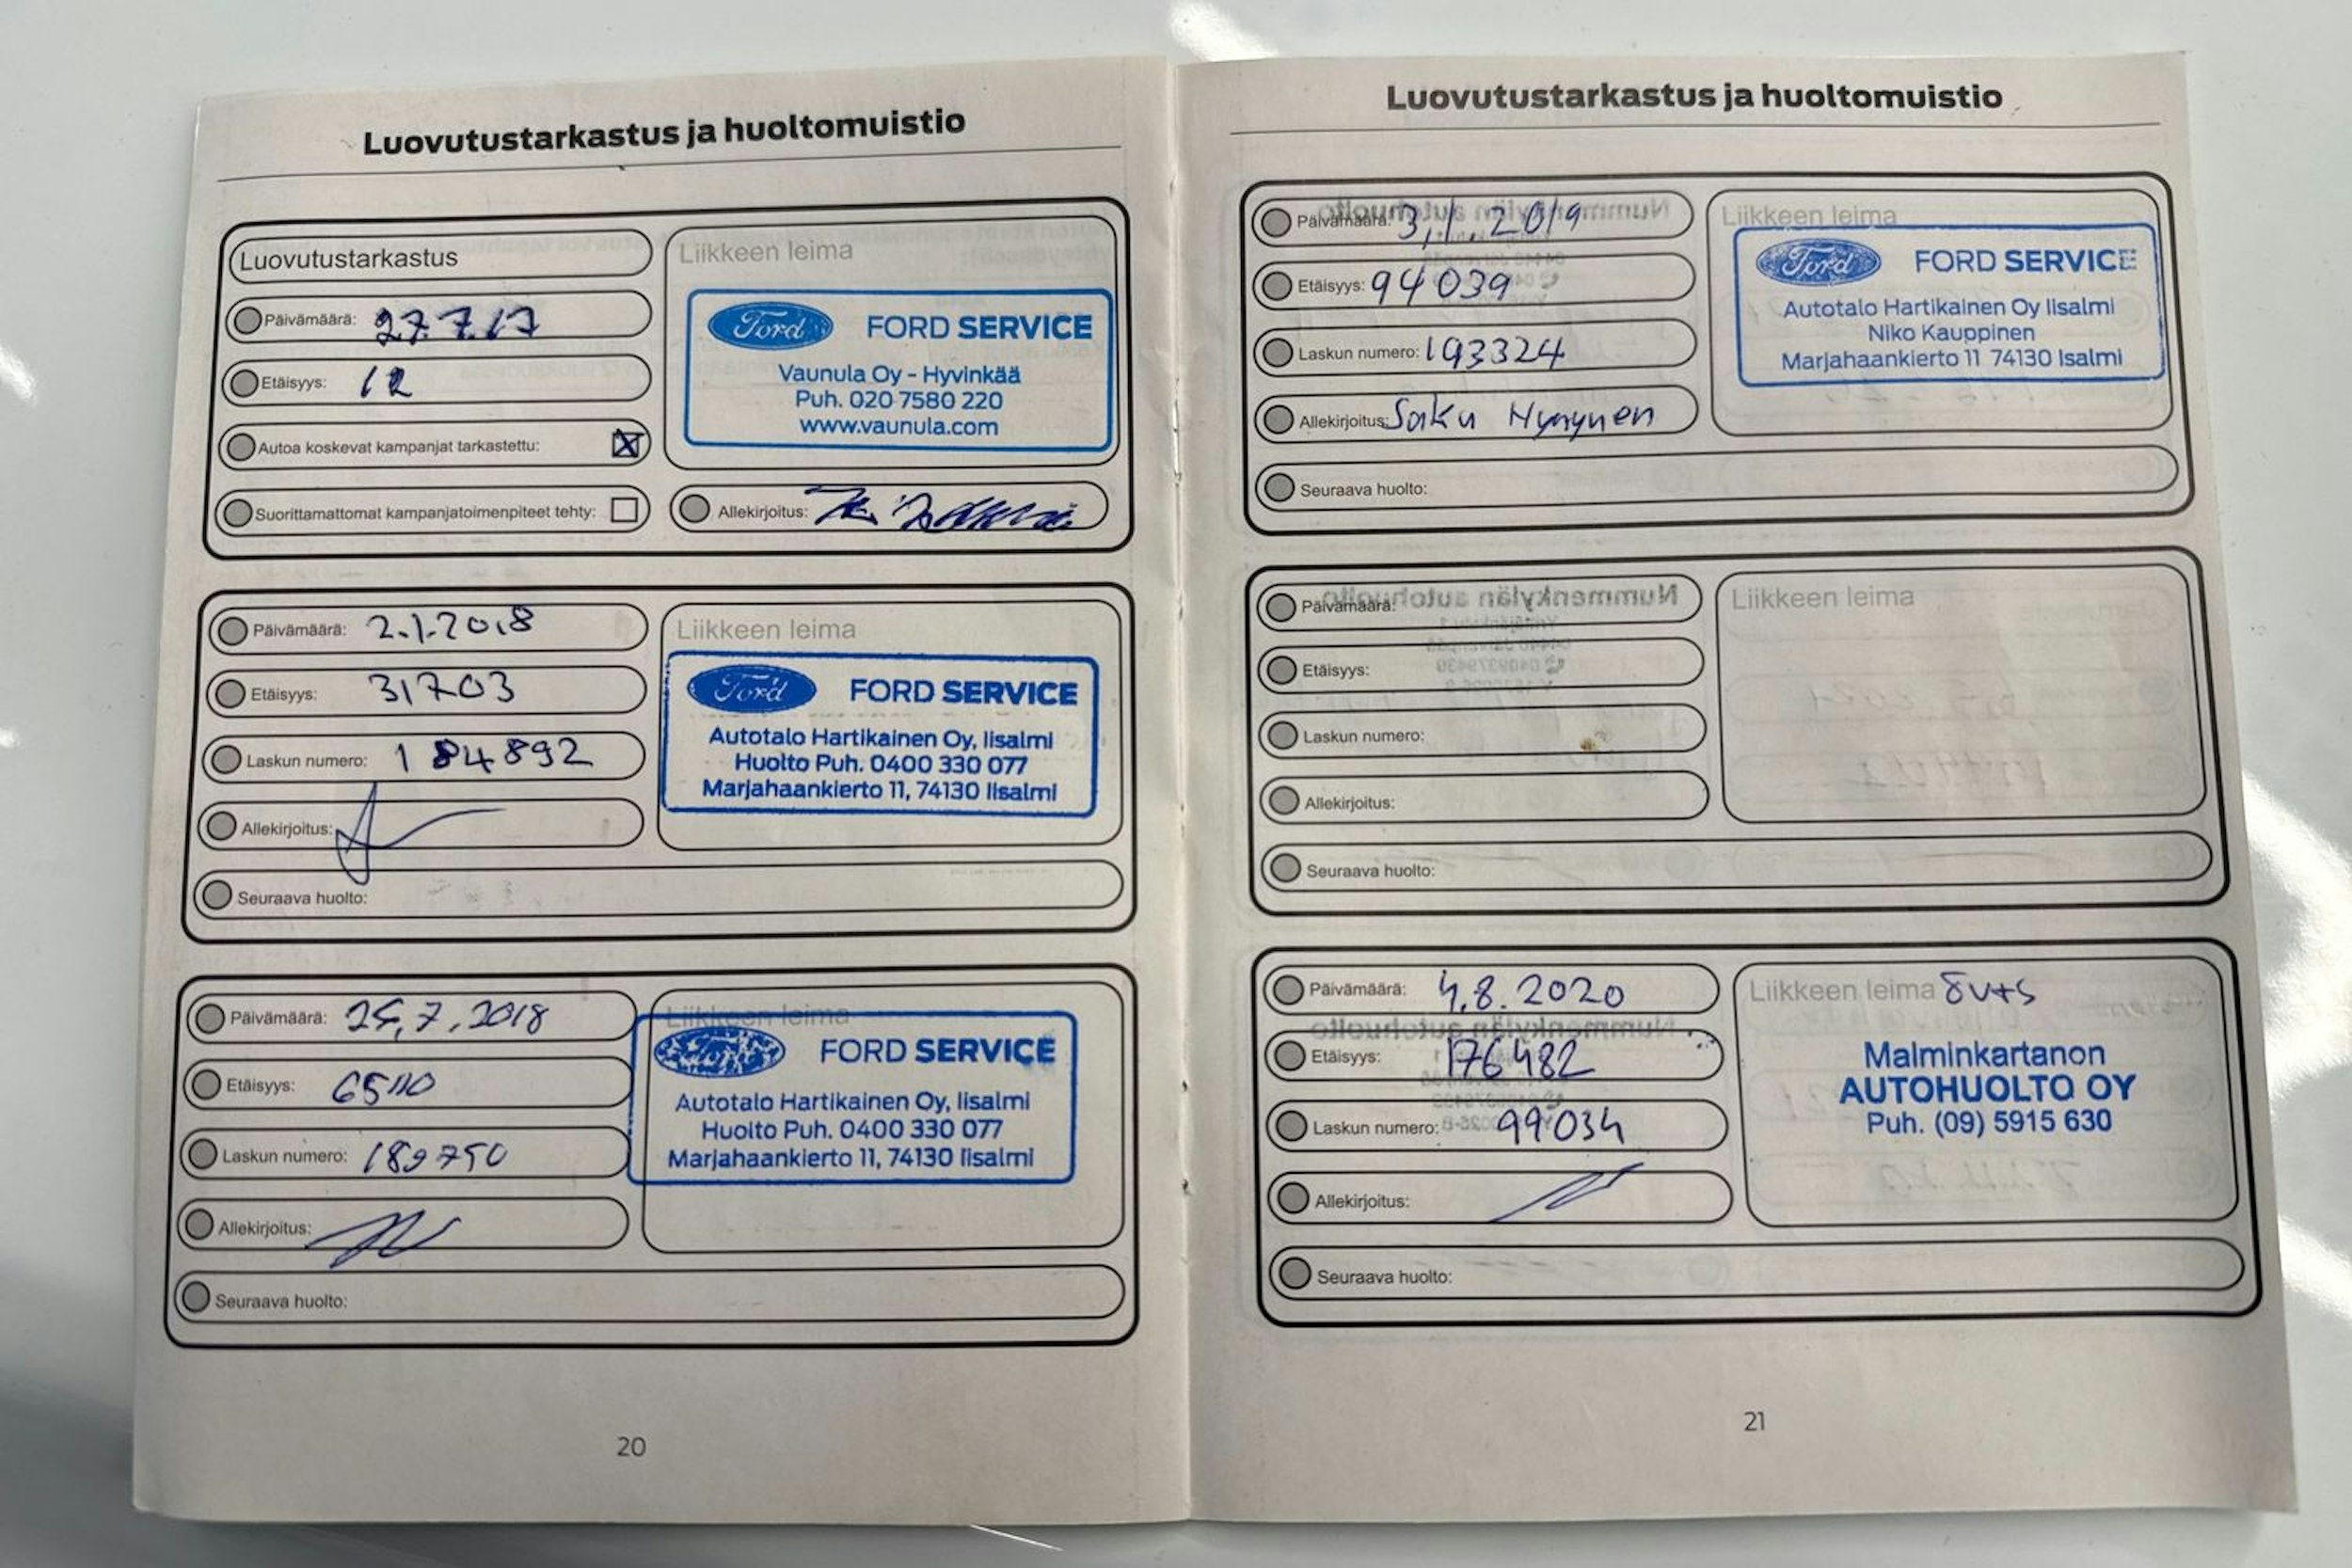 Luovutustarkastus ja huoltomuistio
Luovutustarkastus
Liikkeen leima
Päivämäärä: 27.7.17
Ford FORD SERVICE
Etäisyys: 12
Vaunula Oy - Hyvinkää
Puh. 020 7580 220
www.vaunula.com
Autoa koskevat kampanjat tarkastettu:
Suorittamattomat kampanjatoimenpiteet tehty:
Allekirjoitus:
Päivämäärä: 2.1.2018
Liikkeen leima
Etäisyys: 31703
Ford FORD SERVICE
Laskun numero: 184892
Autotalo Hartikainen Oy, Iisalmi
Huolto Puh. 0400 330 077
Marjahaankierto 11, 74130 Iisalmi
Allekirjoitus:
Seuraava huolto:
Päivämäärä: 25.7.2018
Liikkeen leima
Ford FORD SERVICE
Etäisyys: 65110
Autotalo Hartikainen Oy, Iisalmi
Huolto Puh. 0400 330 077
Marjahaankierto 11, 74130 Iisalmi
Laskun numero: 189750
Allekirjoitus:
Seuraava huolto:
20
Luovutustarkastus ja huoltomuistio
Päivämäärä: 3.1.2019
Liikkeen leima
Etäisyys: 94039
Ford FORD SERVICE
Autotalo Hartikainen Oy Iisalmi
Niko Kauppinen
Marjahaankierto 11 74130 Isalmi
Laskun numero: 193324
Allekirjoitus: Saku Hynynen
Seuraava huolto:
Päivämäärä:
Liikkeen leima
Etäisyys:
Laskun numero:
Allekirjoitus:
Seuraava huolto:
Päivämäärä: 4.8.2020
Liikkeen leima
Etäisyys: 176482
Malminkartanon
AUTOHUOLTO OY
Puh. (09) 5915 630
Laskun numero: 99034
Allekirjoitus:
Seuraava huolto:
21